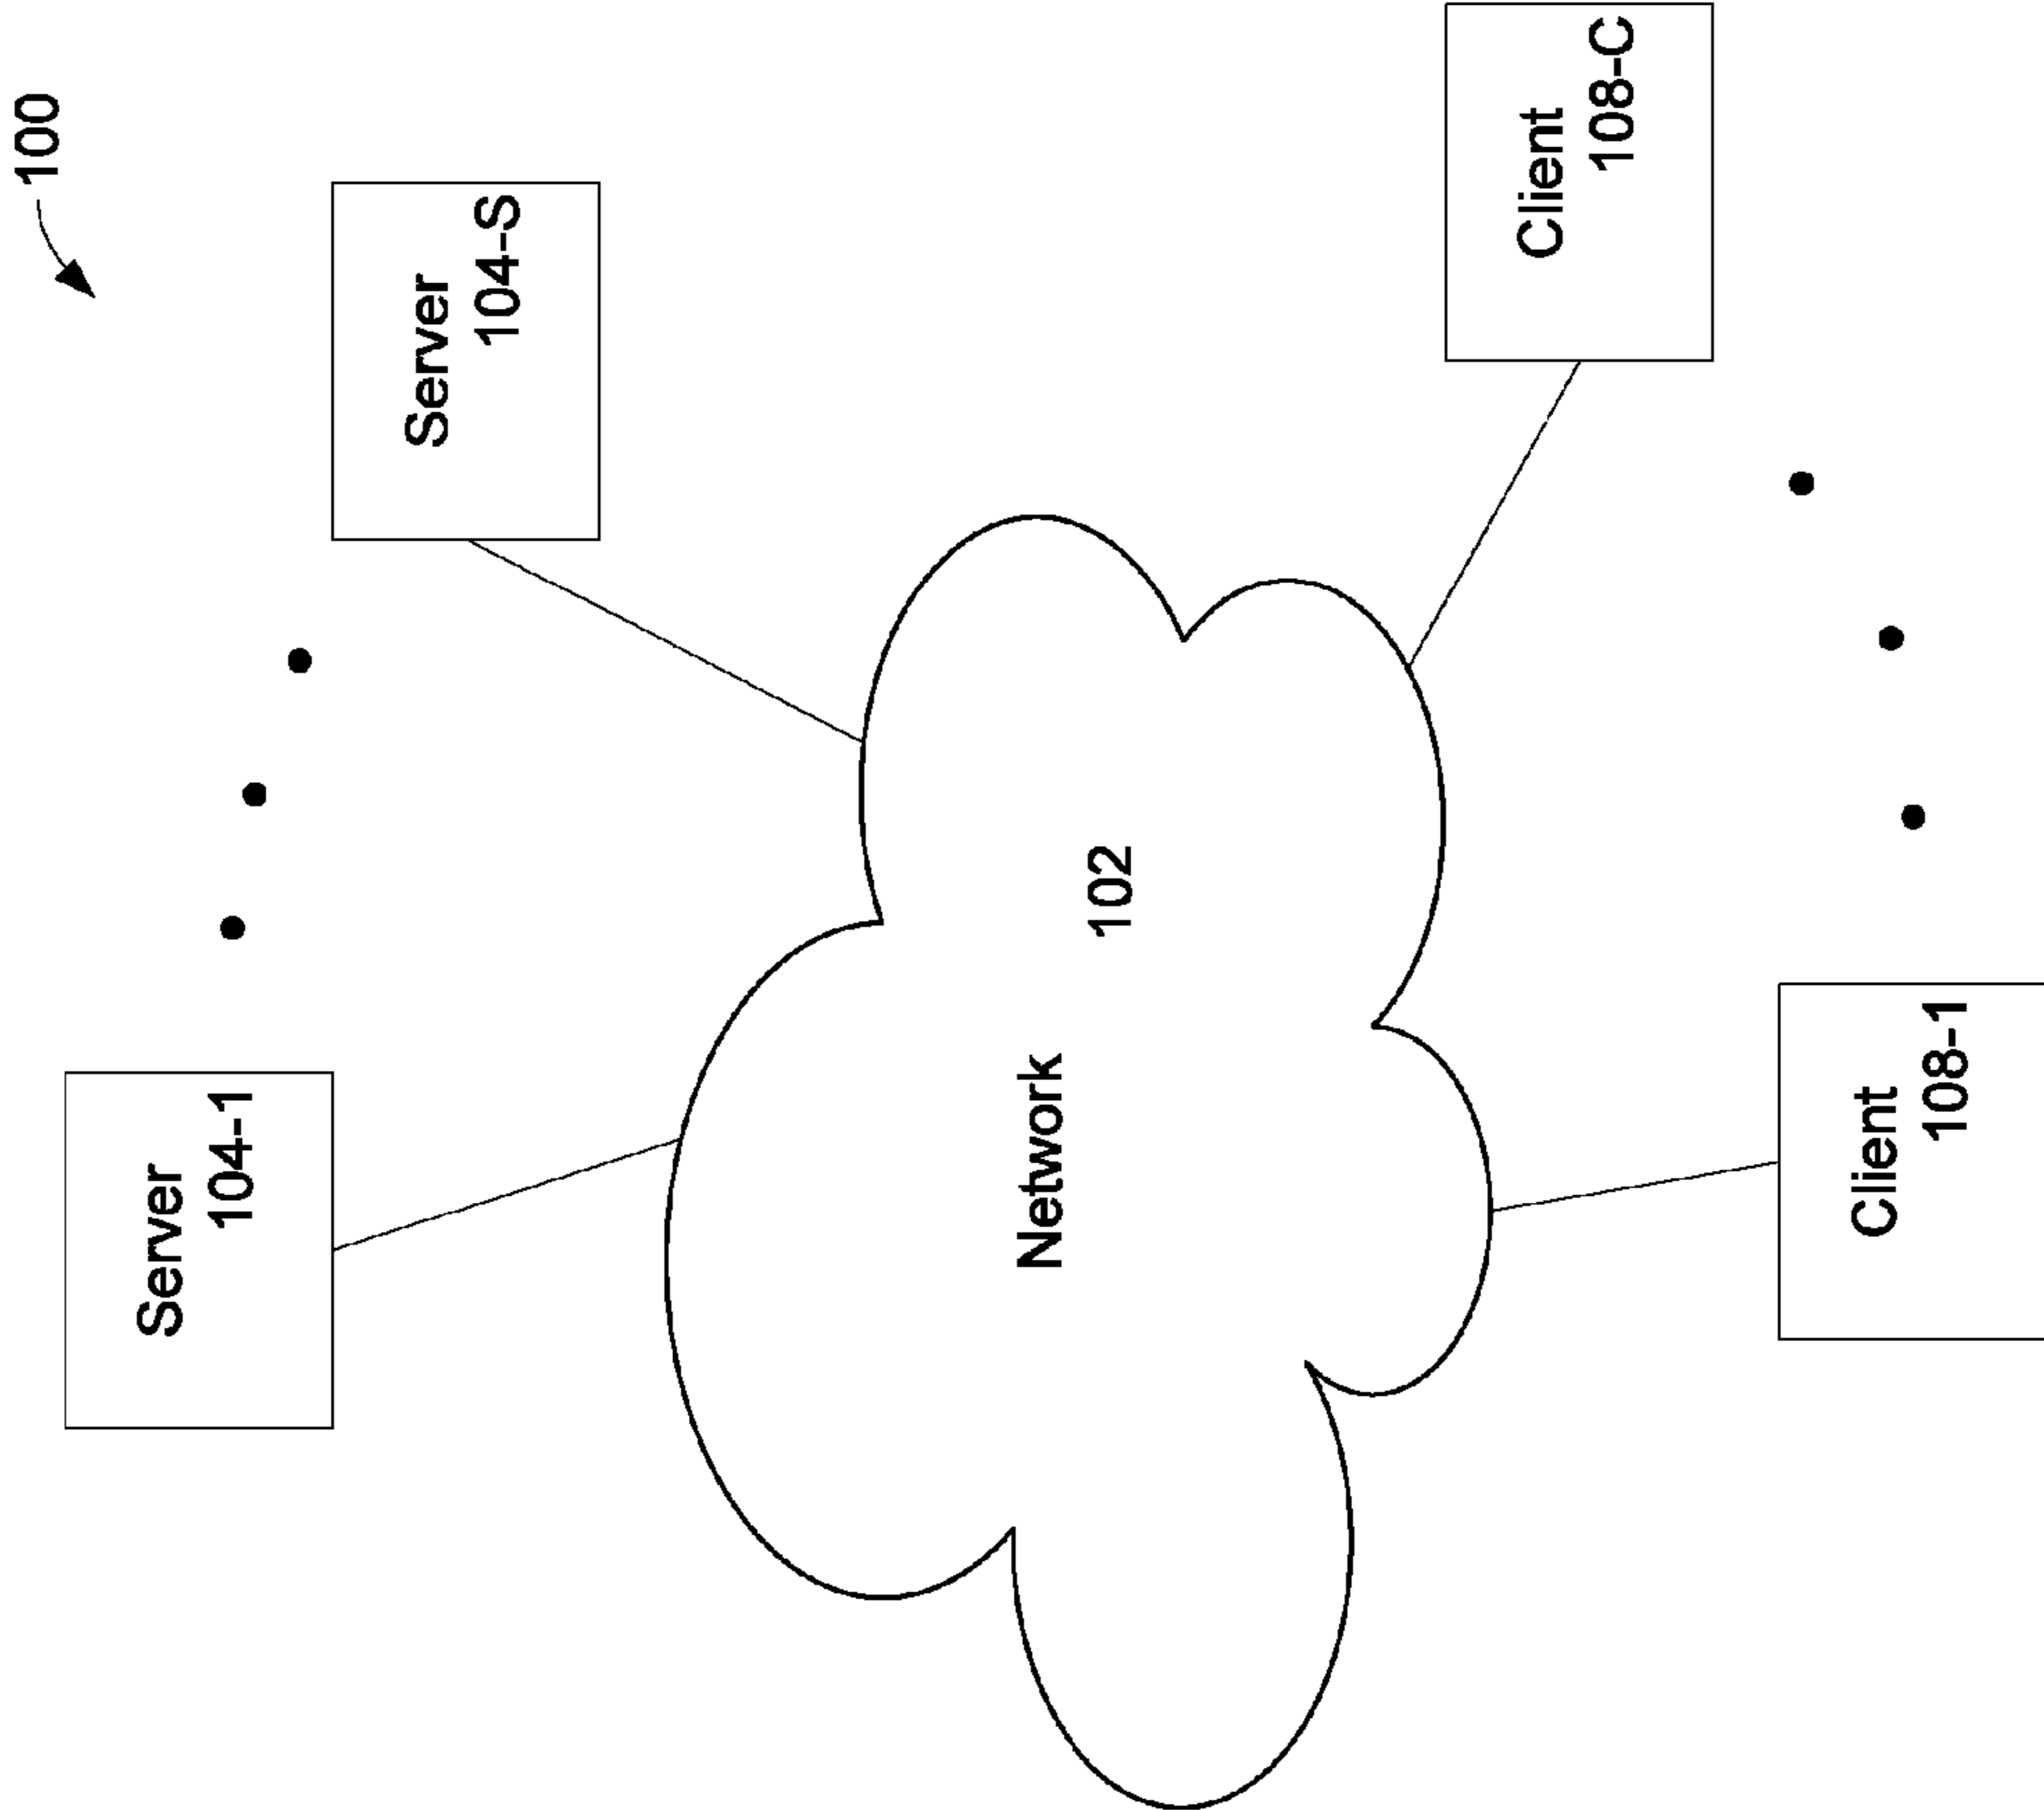 100
Server
104-1
Server
104-S
Network
102
Client
108-1
Client
108-C